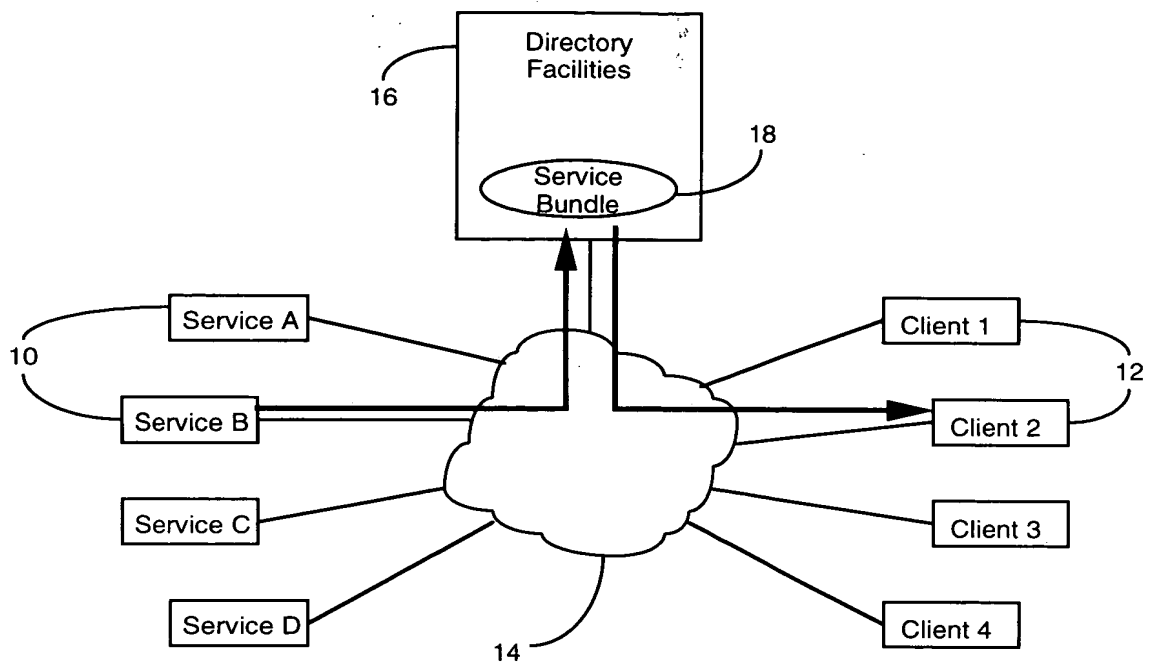 Directory
Facilities
16
18
Service
Bundle
Service A
Client 1
10
12
Service B
Client 2
Service C
Client 3
Service D
Client 4
14